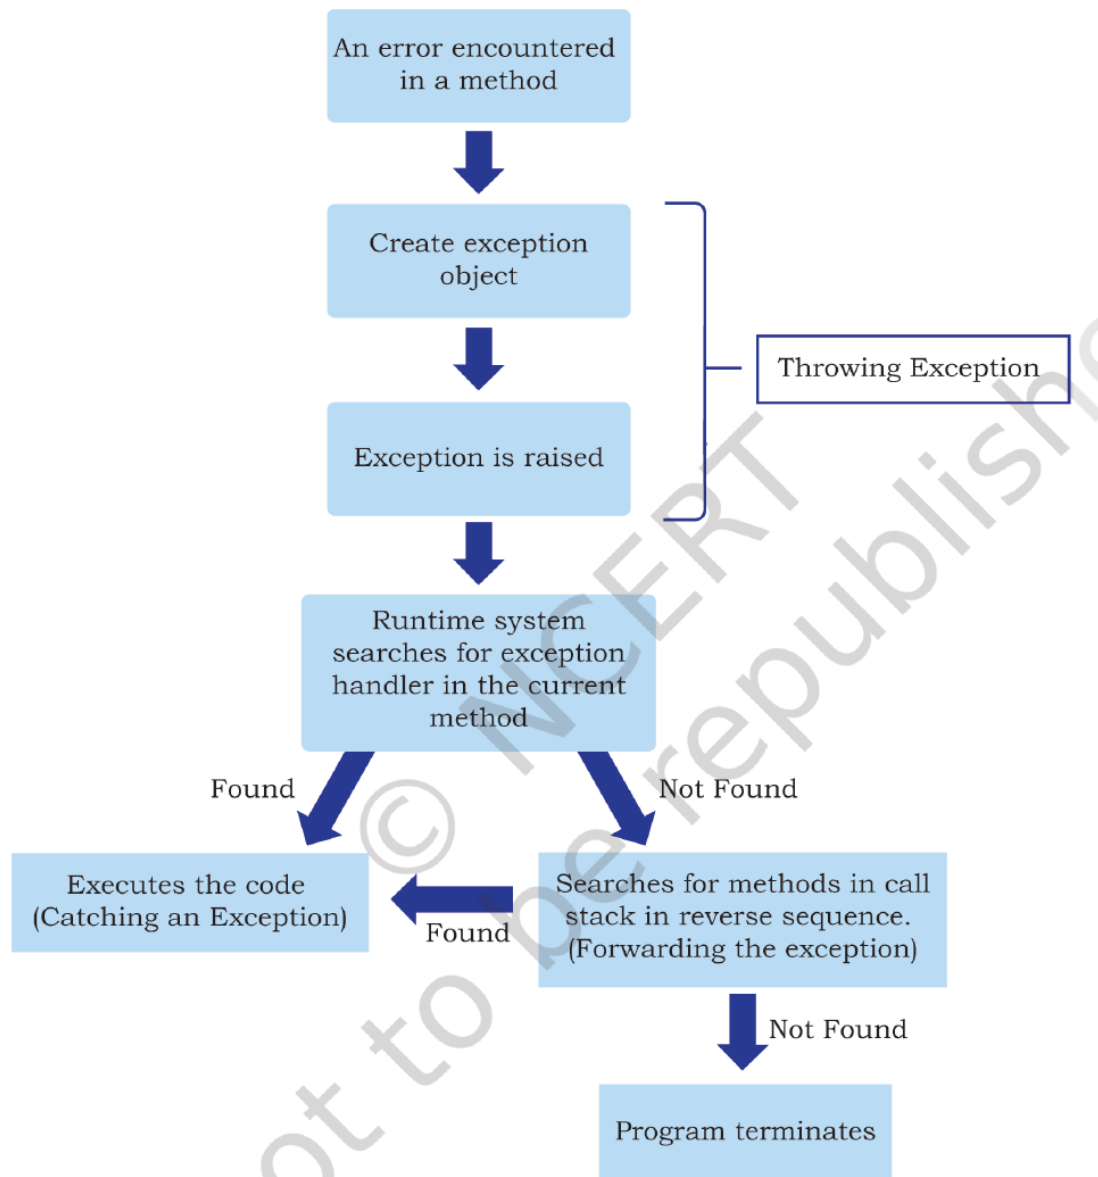 An error encountered
in a method
Create exception
object
Throwing Exception
Exception is raised
Runtime system
searches for exception
handler in the current
method
Found
Not Found
Executes the code
(Catching an Exception)
Found
Searches for methods in call
stack in reverse sequence.
(Forwarding the exception)
Not Found
Program terminates
© NCERT
not to be republishe